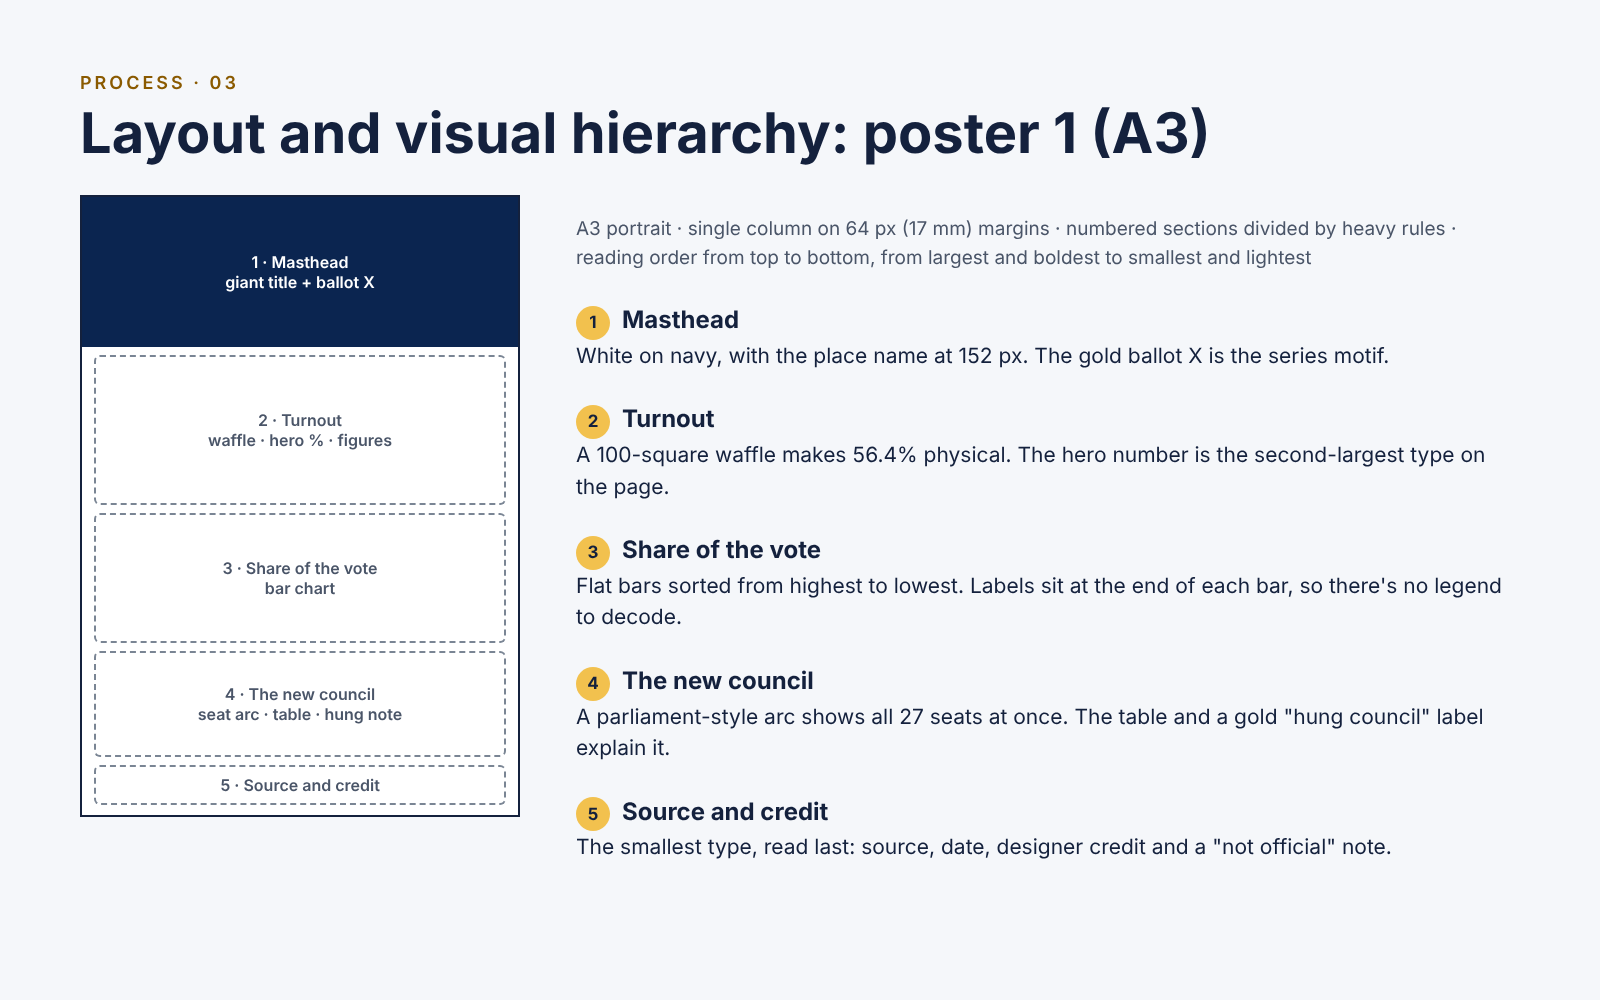 PROCESS · 03
Layout and visual hierarchy: poster 1 (A3)
1 · Masthead
giant title + ballot X
2 · Turnout
waffle · hero % · figures
3 · Share of the vote
bar chart
4 · The new council
seat arc · table · hung note
5 · Source and credit
A3 portrait · single column on 64 px (17 mm) margins · numbered sections divided by heavy rules ·
reading order from top to bottom, from largest and boldest to smallest and lightest
1 Masthead
White on navy, with the place name at 152 px. The gold ballot X is the series motif.
2 Turnout
A 100-square waffle makes 56.4% physical. The hero number is the second-largest type on
the page.
3 Share of the vote
Flat bars sorted from highest to lowest. Labels sit at the end of each bar, so there's no legend
to decode.
4 The new council
A parliament-style arc shows all 27 seats at once. The table and a gold "hung council" label
explain it.
5 Source and credit
The smallest type, read last: source, date, designer credit and a "not official" note.